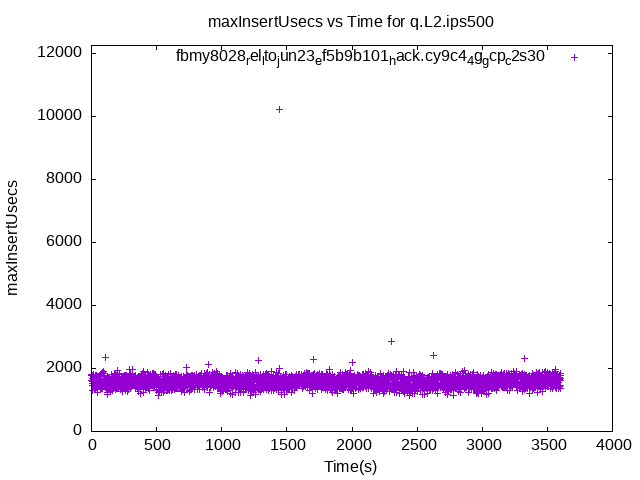 maxInsertUsecs vs Time for q.L2.ips500
fbmy8028relltojun23ef5b9b101hack.cy9c44ggcpc2s30
12000
10000
8000
6000
4000
2000
0
maxInsertUsecs
0 500 1000 1500 2000 2500 3000 3500 4000
Time(s)